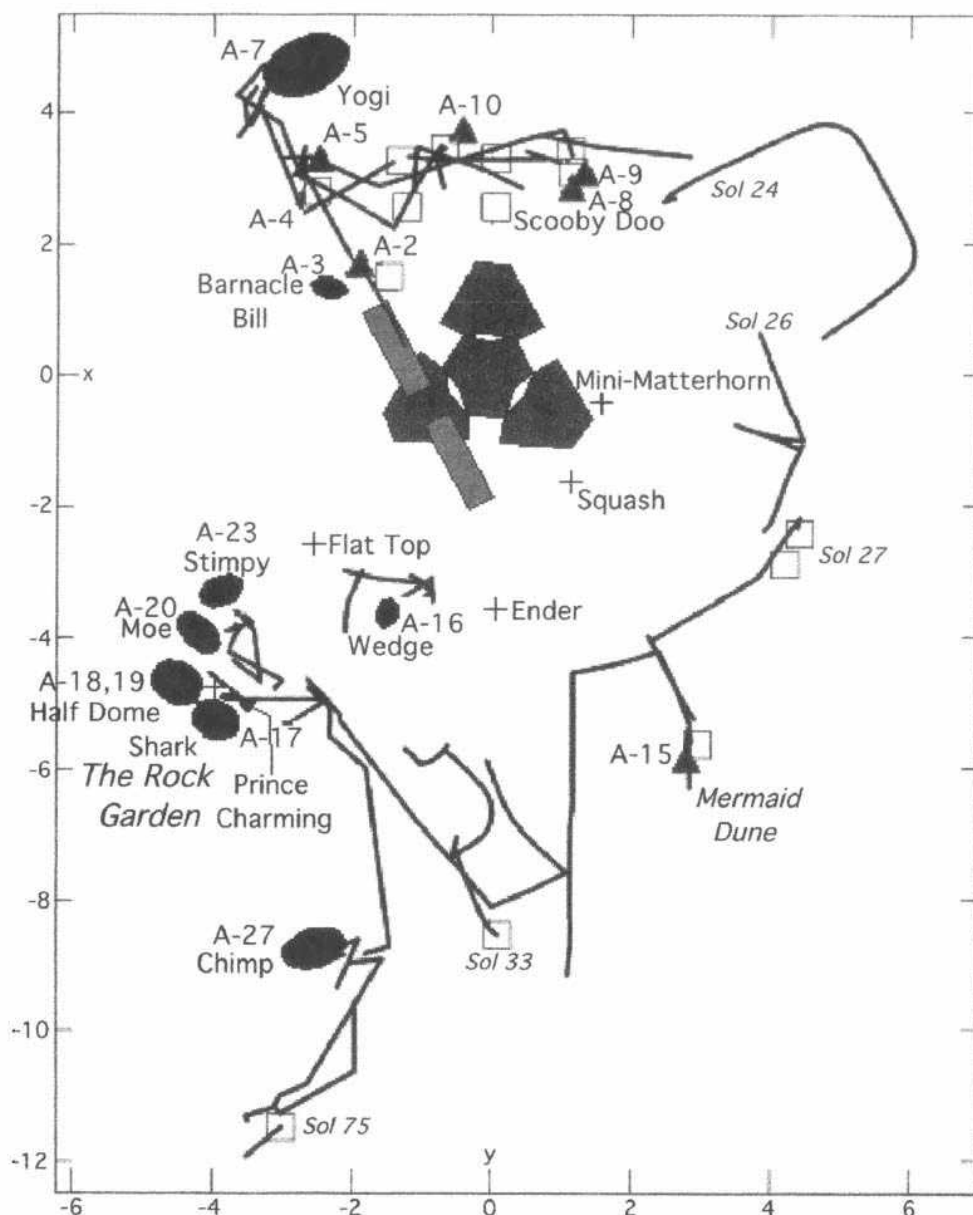 A-7
Yogi
A-10
4
A-5
A-9
Sol 24
A-4
A-8
Scooby Doo
2
A-2
A-3
Barnacle
Bill
Sol 26
0
x
Mini-Matterhorn
-2
Squash
A-23
Stimpy
Flat Top
Sol 27
-4
A-20
Moe
Ender
A-16
Wedge
A-18,19
Half Dome
Shark
A-17
A-15
-6
The Rock
Garden
Prince
Charming
Mermaid
Dune
-8
A-27
Chimp
Sol 33
-10
Sol 75
-12
y
-6
-4
-2
0
2
4
6